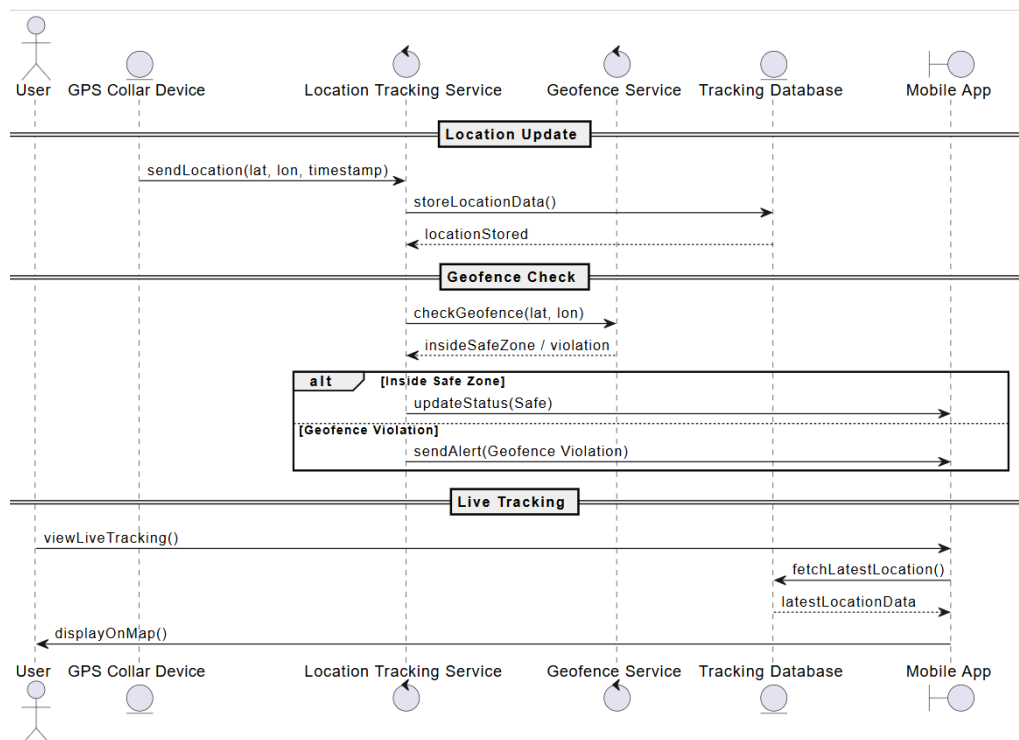 User GPS Collar Device Location Tracking Service Geofence Service Tracking Database Mobile App
Location Update
sendLocation(lat, lon, timestamp)
storeLocationData()
locationStored
Geofence Check
checkGeofence(lat, lon)
insideSafeZone / violation
alt [Inside Safe Zone]
updateStatus(Safe)
[Geofence Violation]
sendAlert(Geofence Violation)
Live Tracking
viewLiveTracking()
fetchLatestLocation()
latestLocationData
displayOnMap()
User GPS Collar Device Location Tracking Service Geofence Service Tracking Database Mobile App